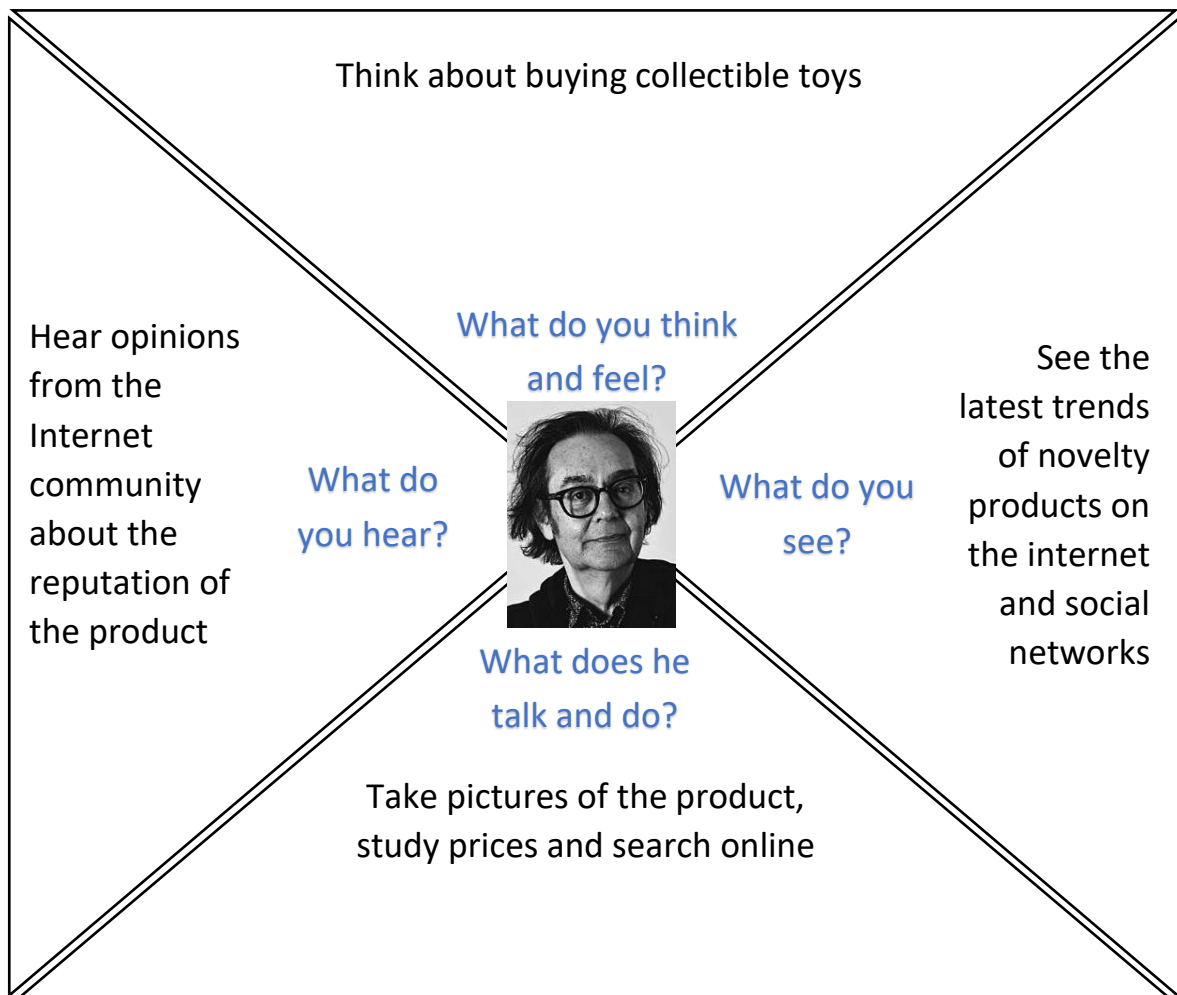 Think about buying collectible toys
What do you think
and feel?
Hear opinions
from the
Internet
community
about the
reputation of
the product
What do
you hear?
What do you
see?
See the
latest trends
of novelty
products on
the internet
and social
networks
What does he
talk and do?
Take pictures of the product,
study prices and search online